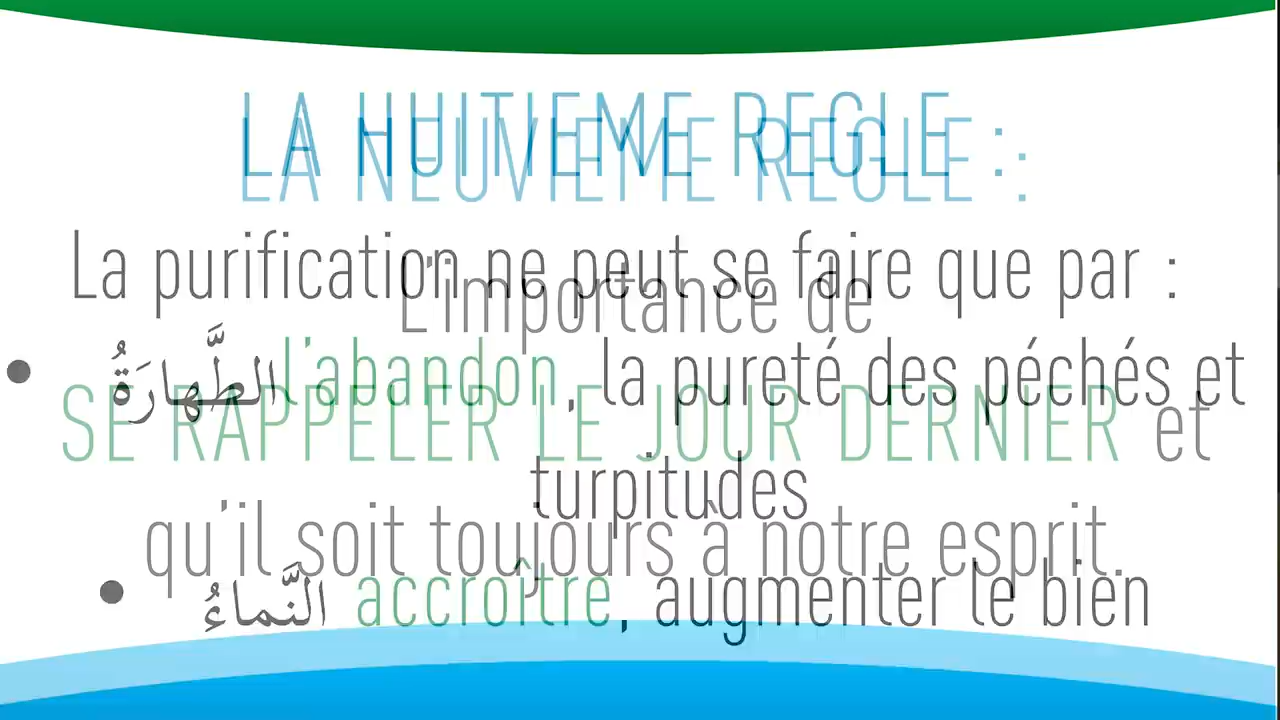 LA HUITIEME REGLE :
La purification ne peut se faire que par :
• الطَّهارَةُ l'abandon, la pureté des péchés et
turpitudes
• النَّماءُ accroître, augmenter le bien
LA NEUVIEME REGLE :
L'importance de
SE RAPPELER LE JOUR DERNIER et
qu'il soit toujours à notre esprit.